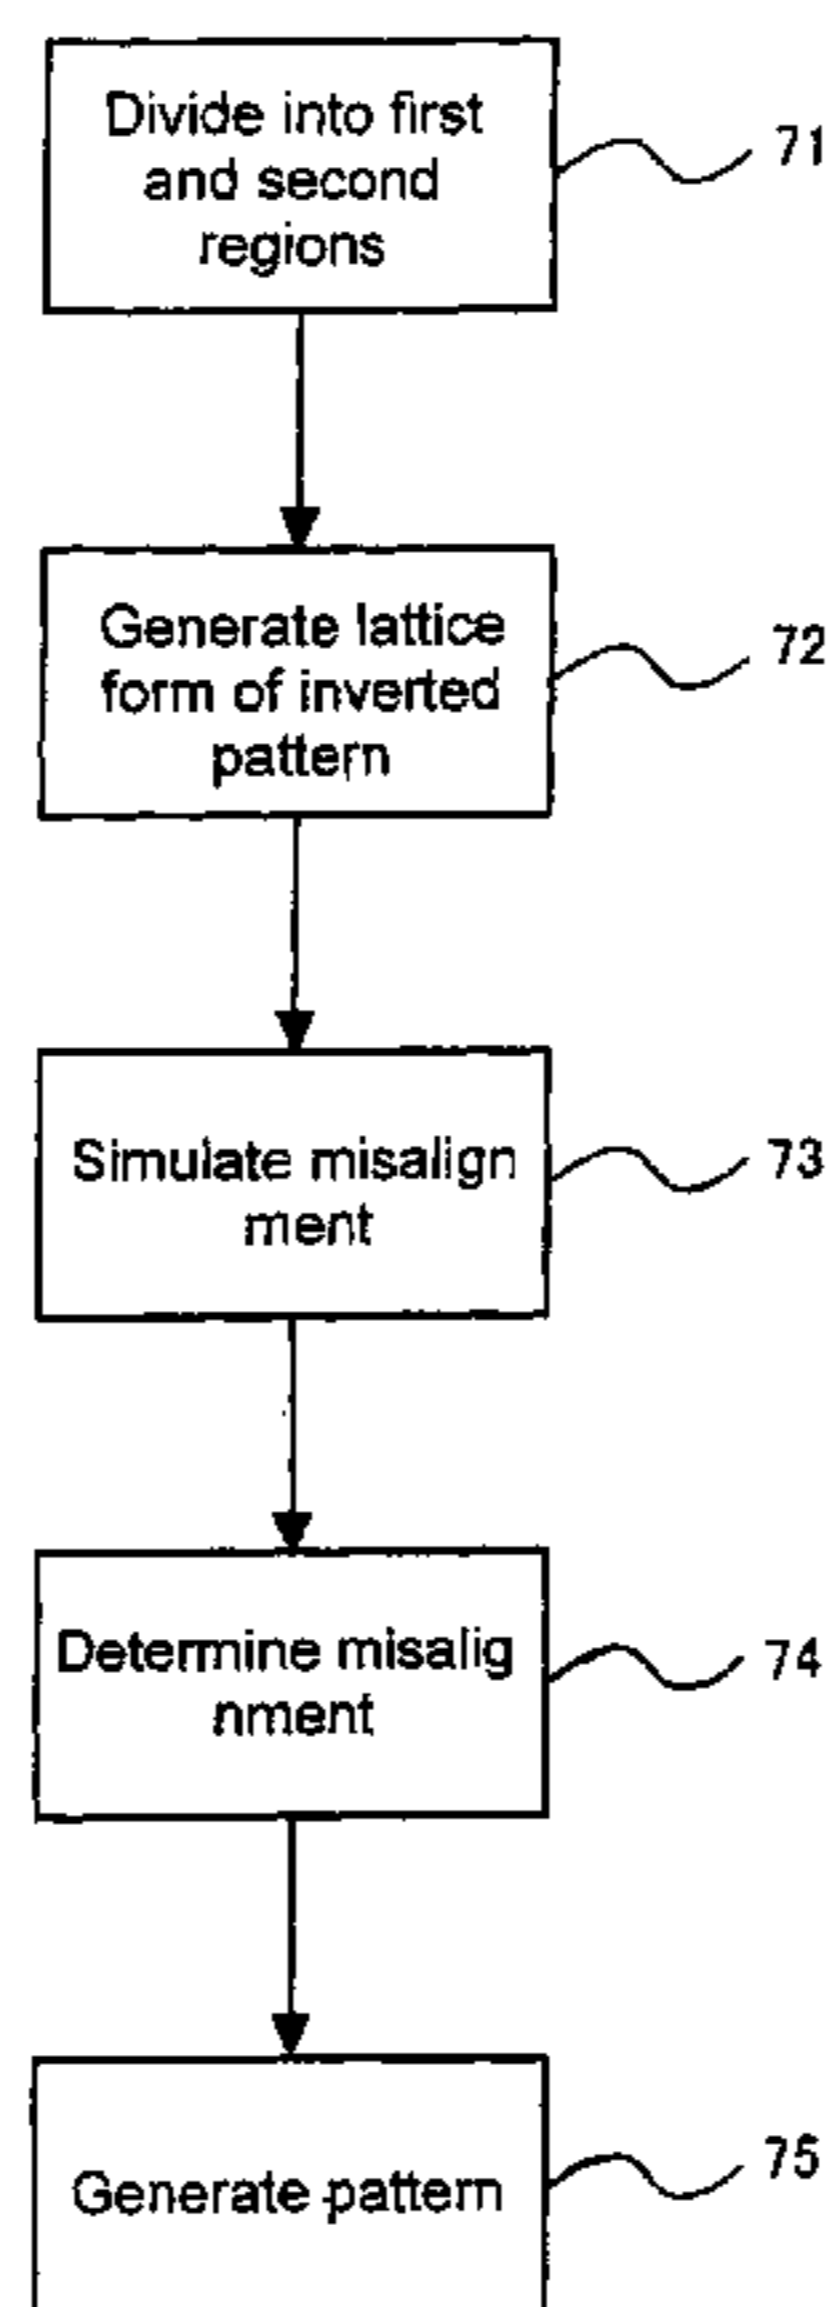 Divide into first
and second
regions
71
Generate lattice
form of inverted
pattern
72
Simulate misalign
ment
73
Determine misalig
nment
74
Generate pattern
75